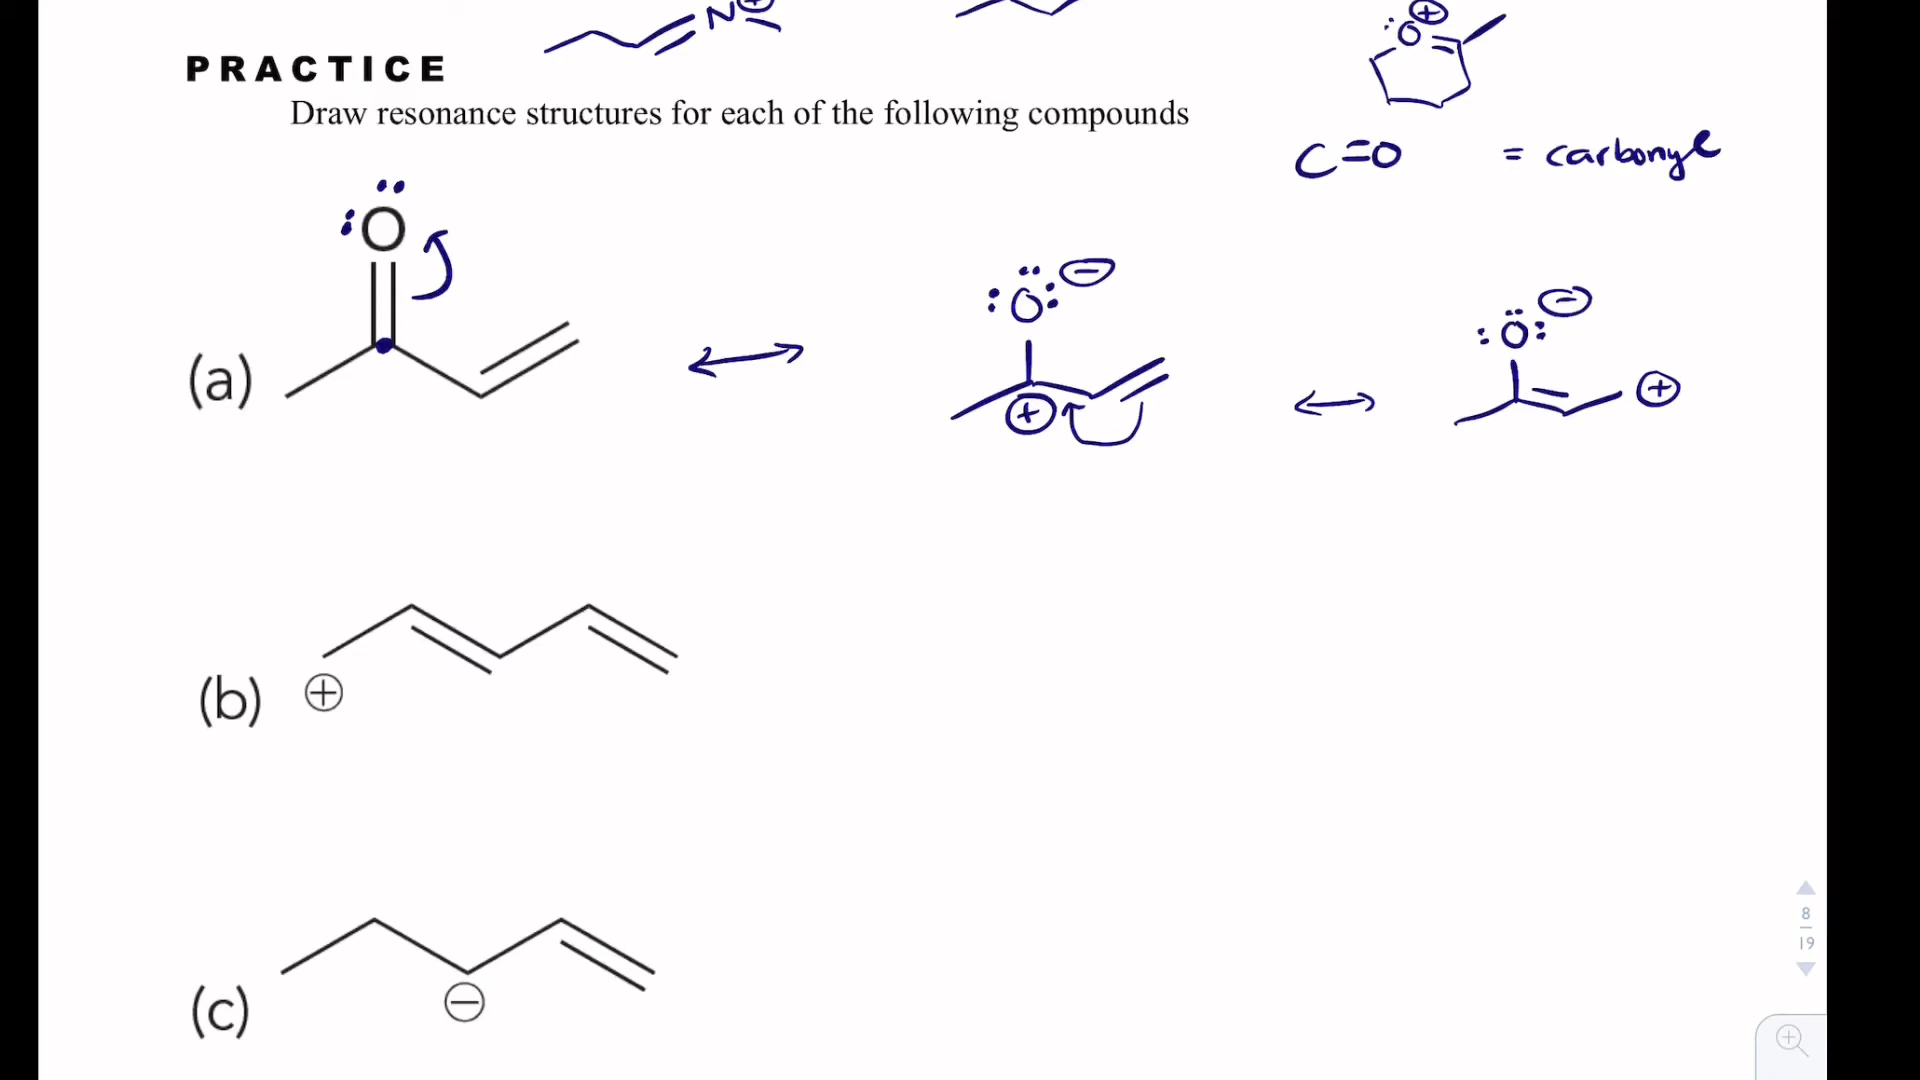 N⊕
PRACTICE
:O⊕
Draw resonance structures for each of the following compounds
C=O = carbonyl
:O
:O: ⊖
:O: ⊖
(a)
⊕
⊕
(b) ⊕
(c) ⊖
8
19